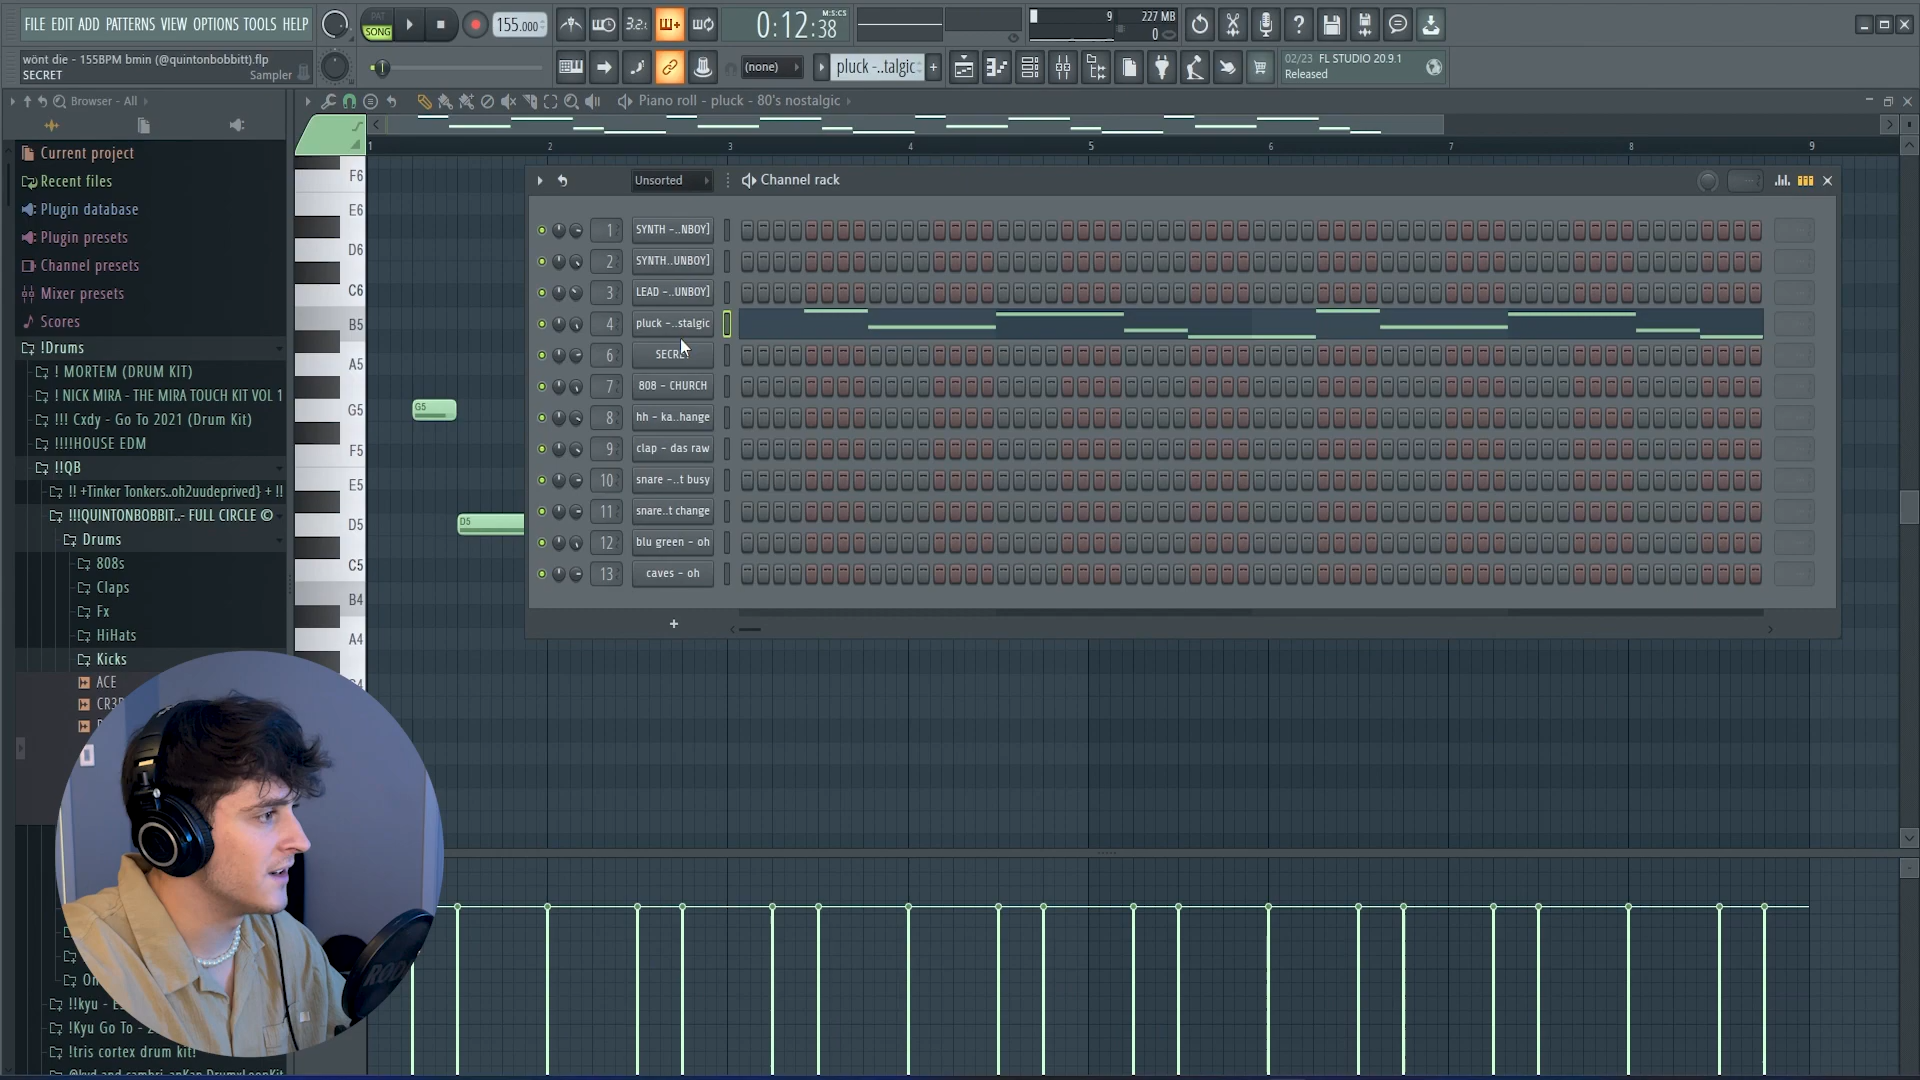 FILE EDIT ADD PATTERNS VIEW OPTIONS TOOLS HELP
PAT
SONG
155.000
3.2:
0:12:38
M:S:CS
9
227 MB
0
wönt die - 155BPM bmin (@quintonbobbitt).flp
SECRET
Sampler
(none)
pluck -..talgic
02/23 FL STUDIO 20.9.1
Released
Browser - All
Piano roll - pluck - 80's nostalgic
Current project
Recent files
Plugin database
Plugin presets
Channel presets
Mixer presets
Scores
!Drums
! MORTEM (DRUM KIT)
! NICK MIRA - THE MIRA TOUCH KIT VOL 1
!!! Cxdy - Go To 2021 (Drum Kit)
!!!!HOUSE EDM
!!QB
!! +Tinker Tonkers..oh2uudeprived} + !!
!!!QUINTONBOBBIT..- FULL CIRCLE ©
Drums
808s
Claps
Fx
HiHats
Kicks
ACE
!!kyu -
!Kyu Go To -
!tris cortex drum kit!
1 2 3 4 5 6 7 8 9
F6
E6
D6
C6
B5
A5
G5
F5
E5
D5
C5
B4
A4
G5
D5
Unsorted
Channel rack
1 SYNTH -..NBOY]
2 SYNTH..UNBOY]
3 LEAD -..UNBOY]
4 pluck -..stalgic
6 SECRET
7 808 - CHURCH
8 hh - ka..hange
9 clap - das raw
10 snare -..t busy
11 snare..t change
12 blu green - oh
13 caves - oh
+
RODE